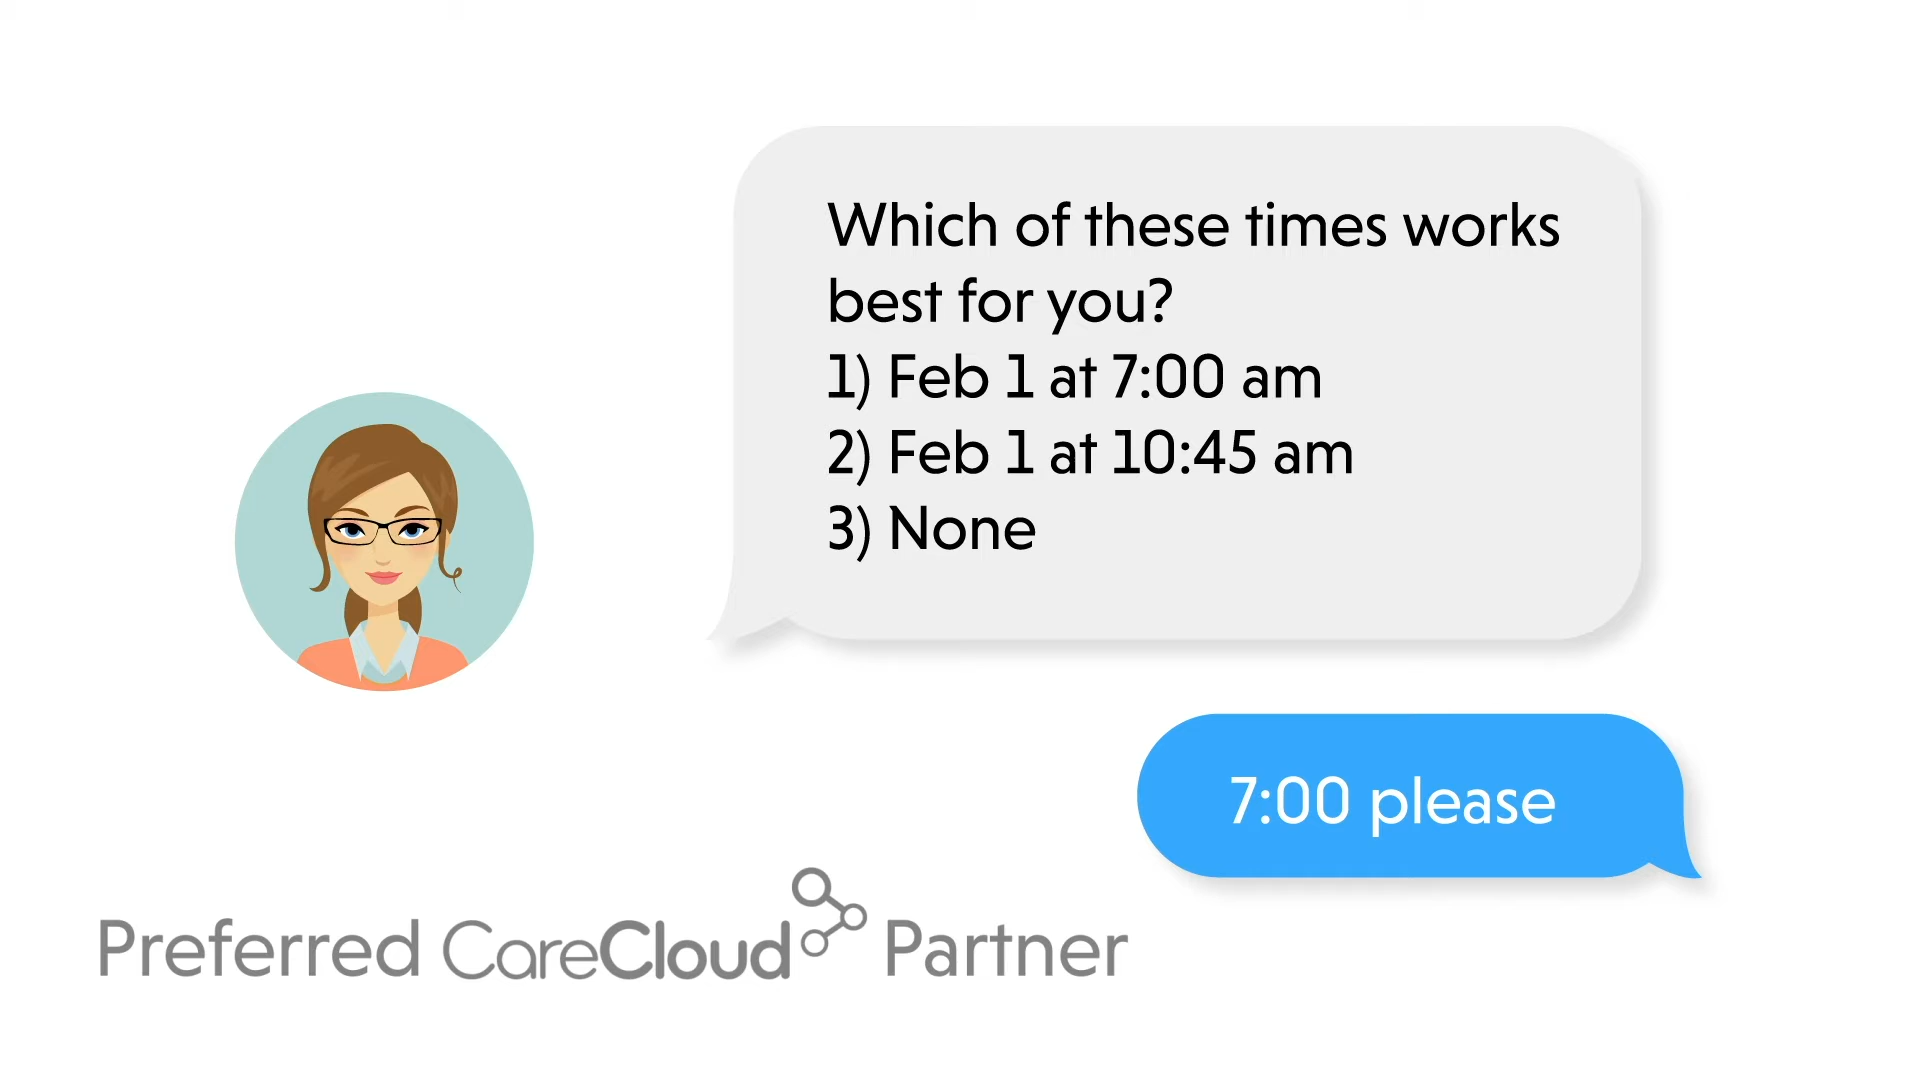 Which of these times works
best for you?
1) Feb 1 at 7:00 am
2) Feb 1 at 10:45 am
3) None
7:00 please
Preferred CareCloud Partner